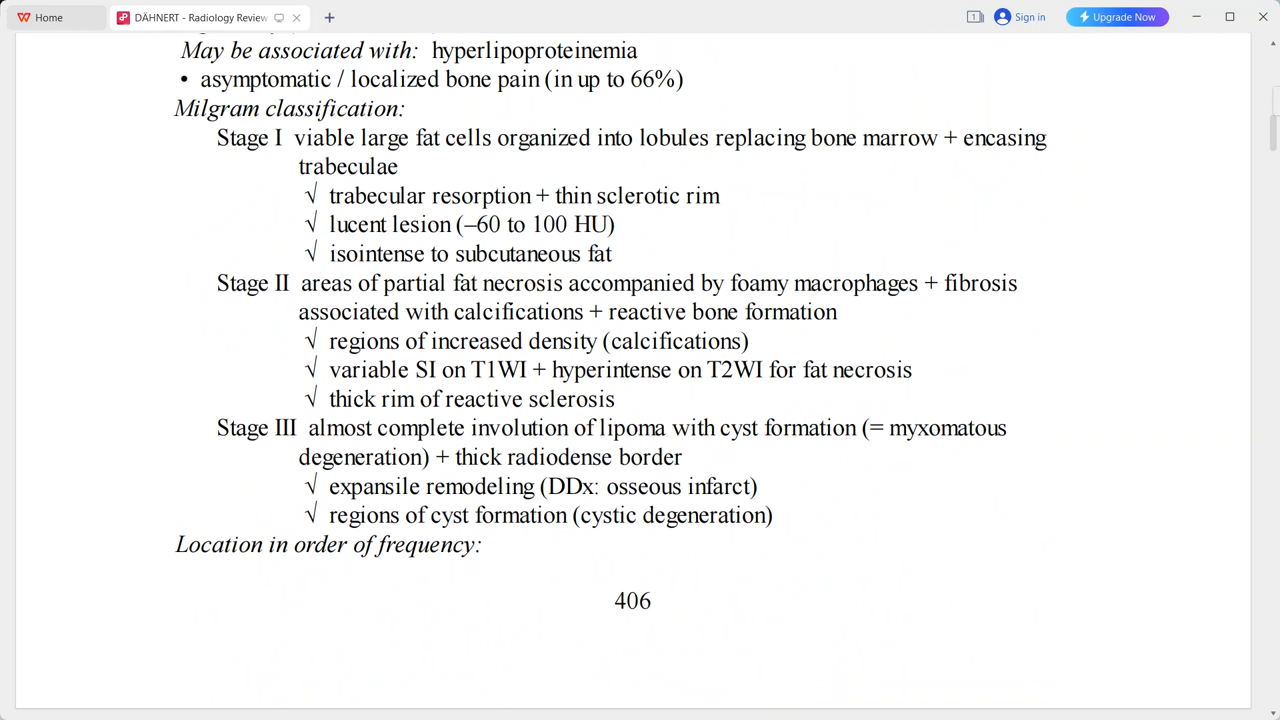 Home
DÄHNERT - Radiology Review
1
Sign in
Upgrade Now
May be associated with: hyperlipoproteinemia
• asymptomatic / localized bone pain (in up to 66%)
Milgram classification:
Stage I viable large fat cells organized into lobules replacing bone marrow + encasing
trabeculae
√ trabecular resorption + thin sclerotic rim
√ lucent lesion (–60 to 100 HU)
√ isointense to subcutaneous fat
Stage II areas of partial fat necrosis accompanied by foamy macrophages + fibrosis
associated with calcifications + reactive bone formation
√ regions of increased density (calcifications)
√ variable SI on T1WI + hyperintense on T2WI for fat necrosis
√ thick rim of reactive sclerosis
Stage III almost complete involution of lipoma with cyst formation (= myxomatous
degeneration) + thick radiodense border
√ expansile remodeling (DDx: osseous infarct)
√ regions of cyst formation (cystic degeneration)
Location in order of frequency:
406